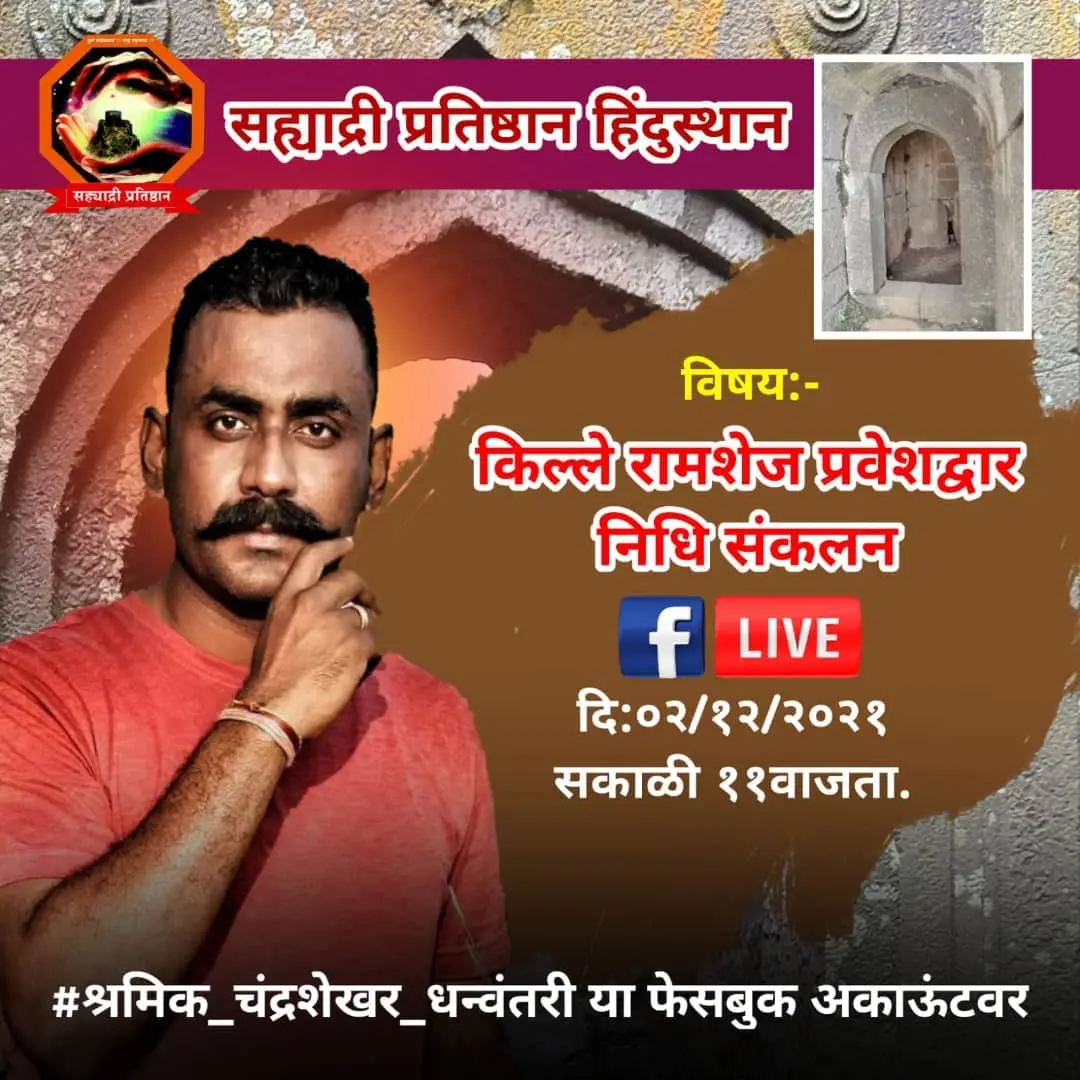 सह्याद्री प्रतिष्ठान हिंदुस्थान
सह्याद्री प्रतिष्ठान
विषय:-
किल्ले रामशेज प्रवेशद्वार
निधि संकलन
f LIVE
दि:०२/१२/२०२१
सकाळी ११वाजता.
#श्रमिक_चंद्रशेखर_धन्वंतरी या फेसबुक अकाऊंटवर